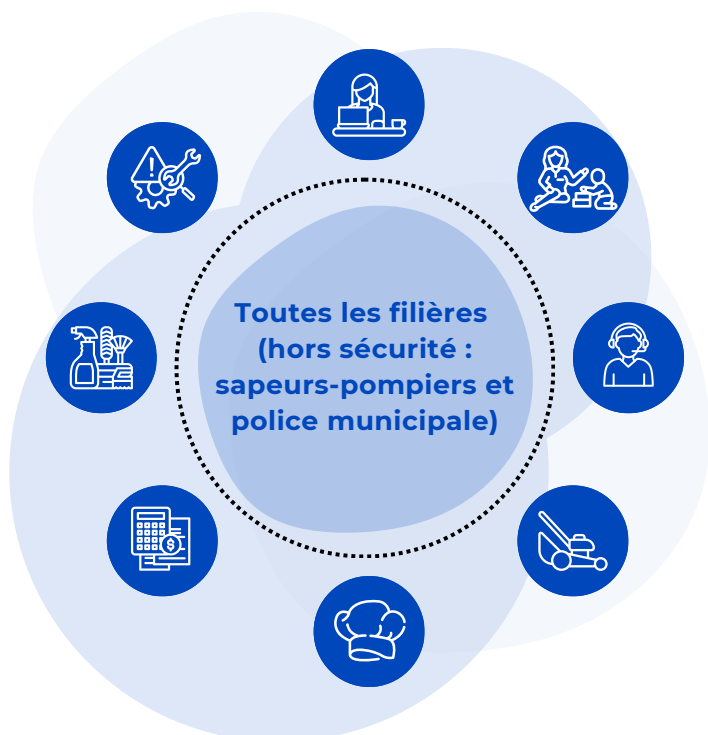 Toutes les filières
(hors sécurité :
sapeurs-pompiers et
police municipale)